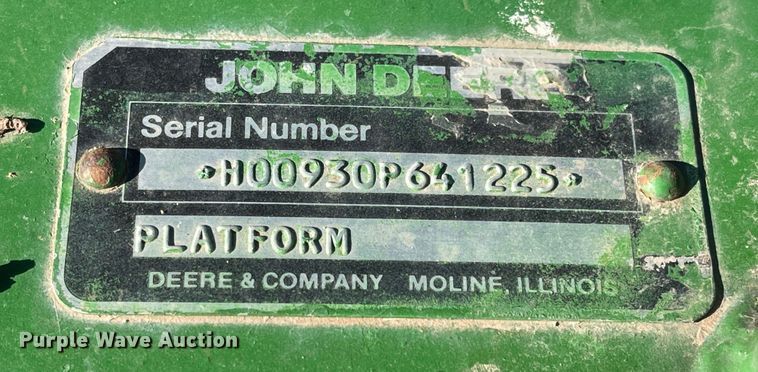 JOHN DEERE
Serial Number
*H00930P641225*
PLATFORM
DEERE & COMPANY MOLINE, ILLINOIS
Purple Wave Auction